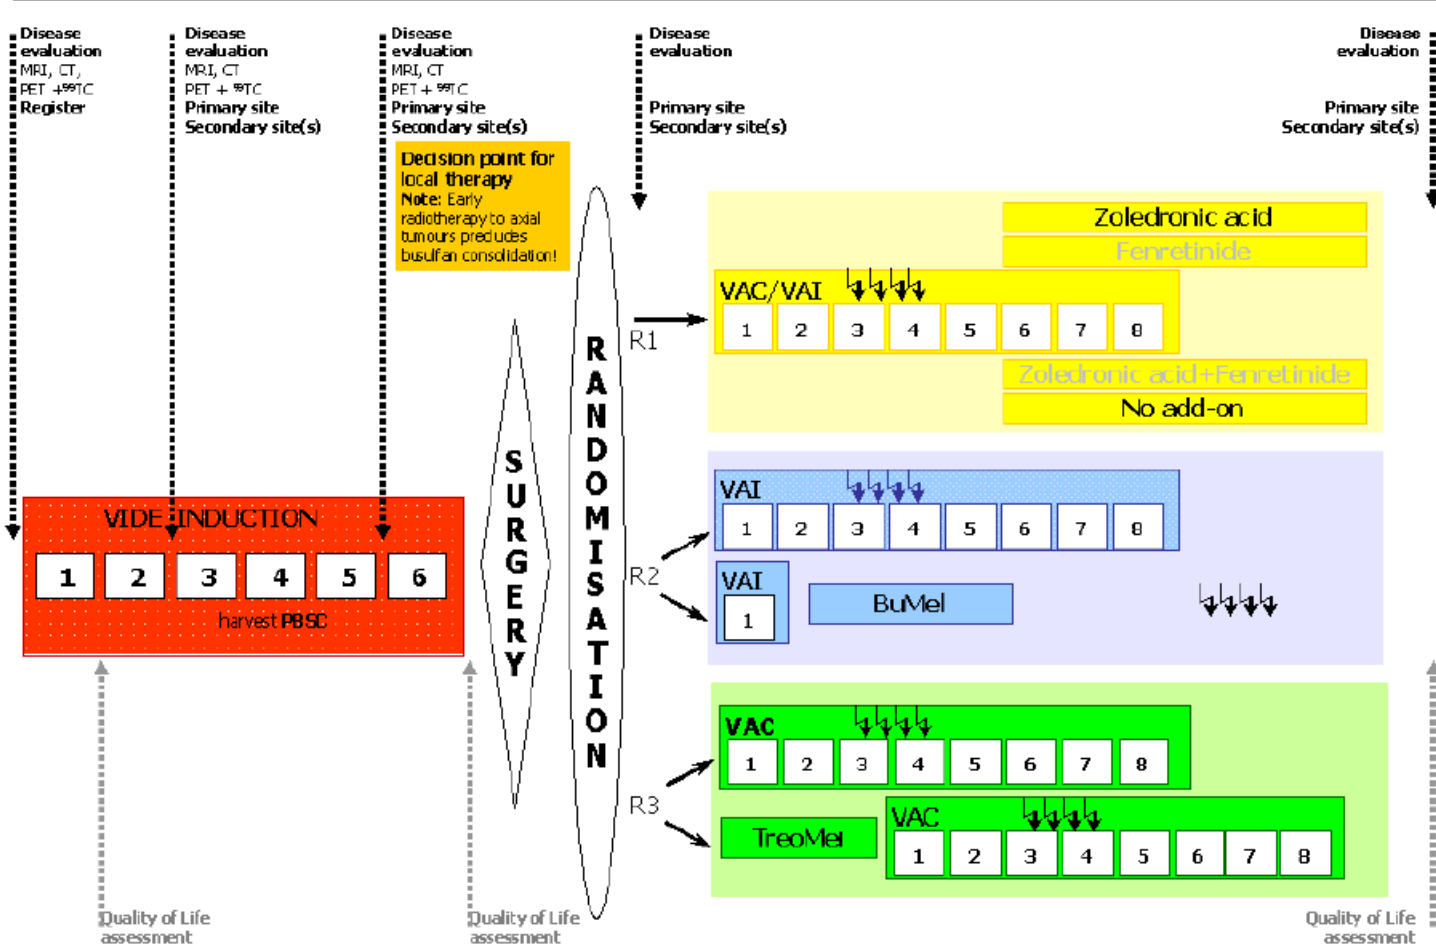 Disease
evaluation
MRI, CT,
PET +99TC
Register
Disease
evaluation
MRI, CT
PET + 99TC
Primary site
Secondary site(s)
Disease
evaluation
MRI, CT
PET + 99TC
Primary site
Secondary site(s)
Disease
evaluation
Primary site
Secondary site(s)
Disease
evaluation
Primary site
Secondary site(s)
Decision point for
local therapy
Note: Early
radiotherapy to axial
tumours precludes
busulfan consolidation!
VIDE INDUCTION
1 2 3 4 5 6
harvest PBSC
SURGERY
RANDOMISATION
R1
Zoledronic acid
Fenretinide
VAC/VAI
1 2 3 4 5 6 7 8
Zoledronic acid+Fenretinide
No add-on
R2
VAI
1 2 3 4 5 6 7 8
VAI
1
BuMel
R3
VAC
1 2 3 4 5 6 7 8
TreoMel
VAC
1 2 3 4 5 6 7 8
Quality of Life
assessment
Quality of Life
assessment
Quality of Life
assessment